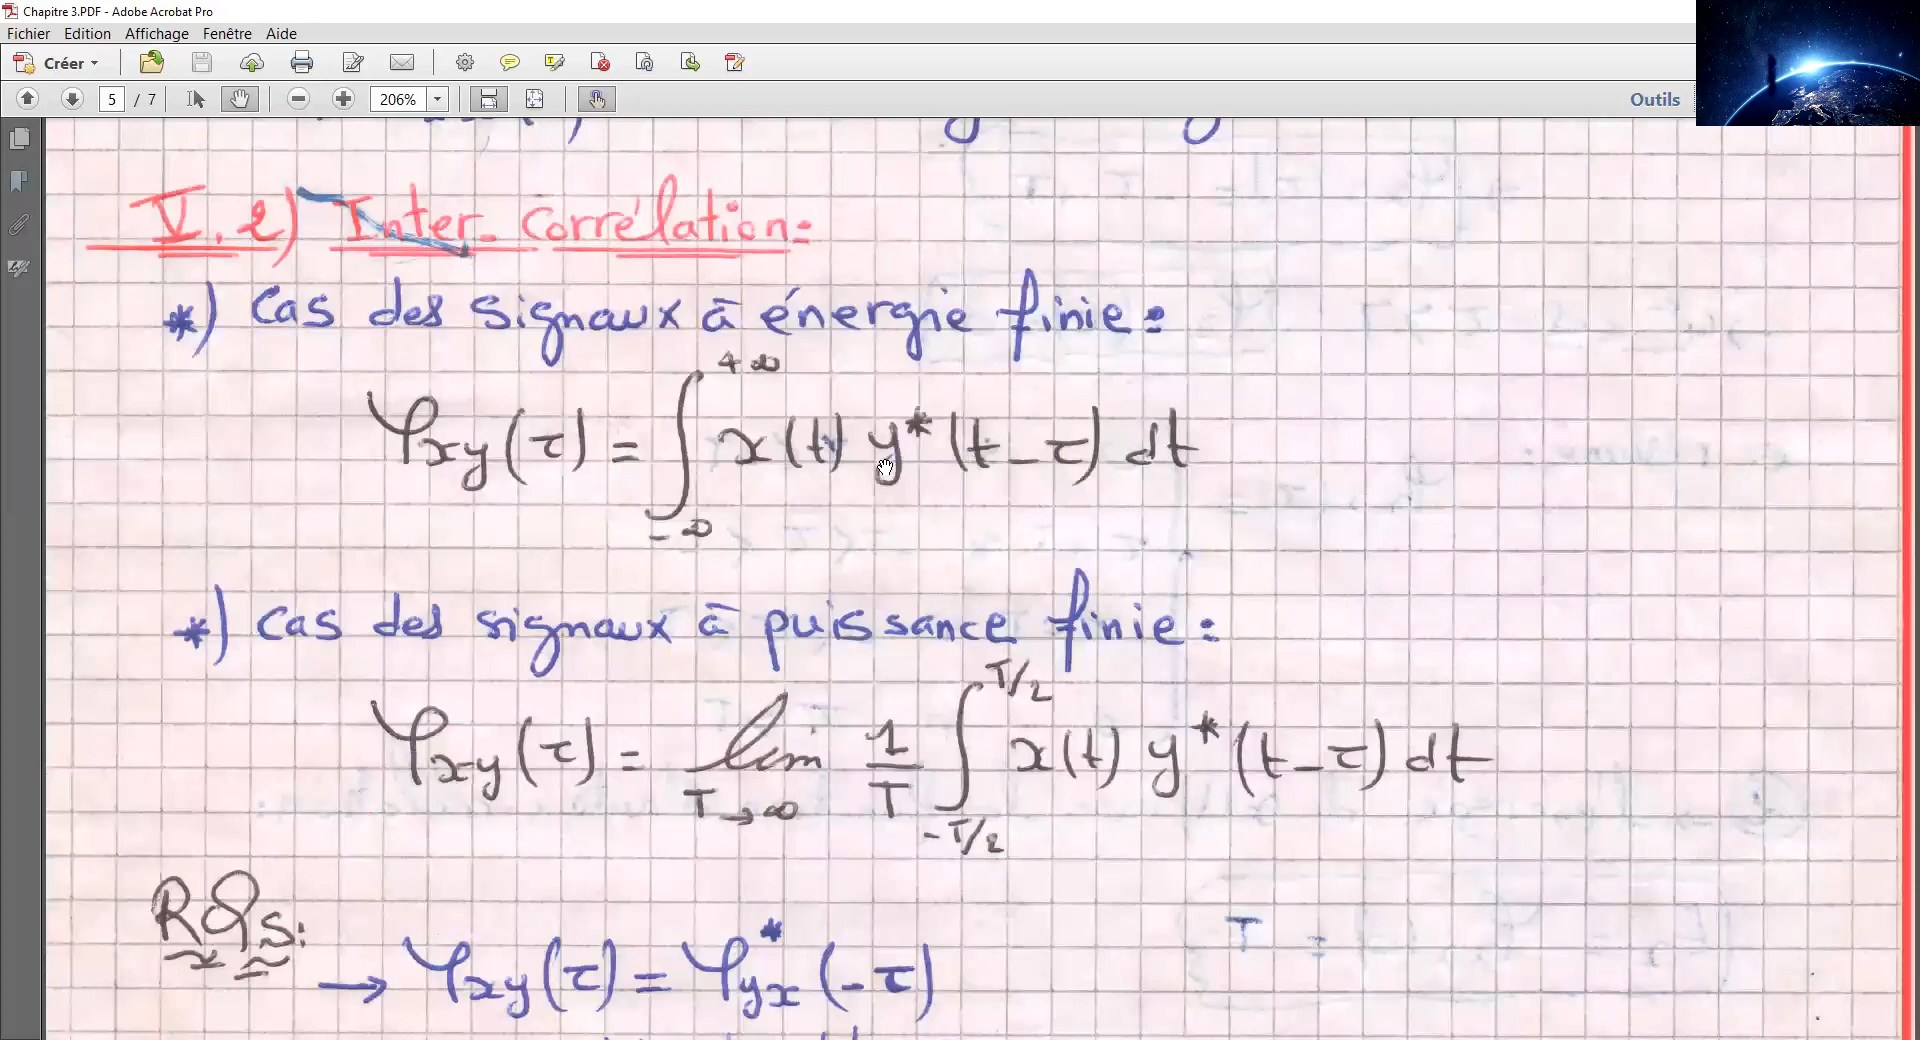 Chapitre 3.PDF - Adobe Acrobat Pro
Fichier Edition Affichage Fenêtre Aide
Créer
5 / 7 206% Outils
V.2) Inter-Corrélation:
*) Cas des signaux à énergie finie:
φxy(τ) = ∫_{-∞}^{+∞} x(t) y*(t-τ) dt
*) Cas des signaux à puissance finie:
φxy(τ) = lim_{T→∞} 1/T ∫_{-T/2}^{T/2} x(t) y*(t-τ) dt
RQs:
→ φxy(τ) = φ*yx(-τ)